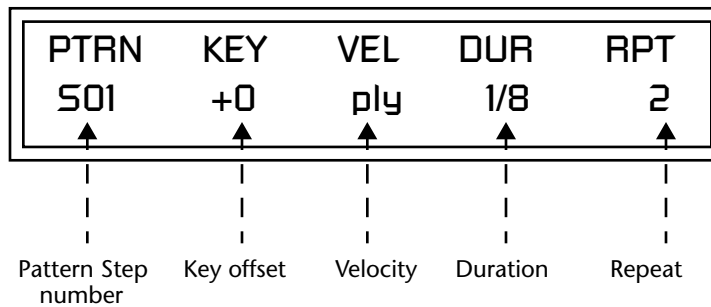 PTRN KEY VEL DUR RPT
S01 +0 ply 1/8 2
Pattern Step number Key offset Velocity Duration Repeat